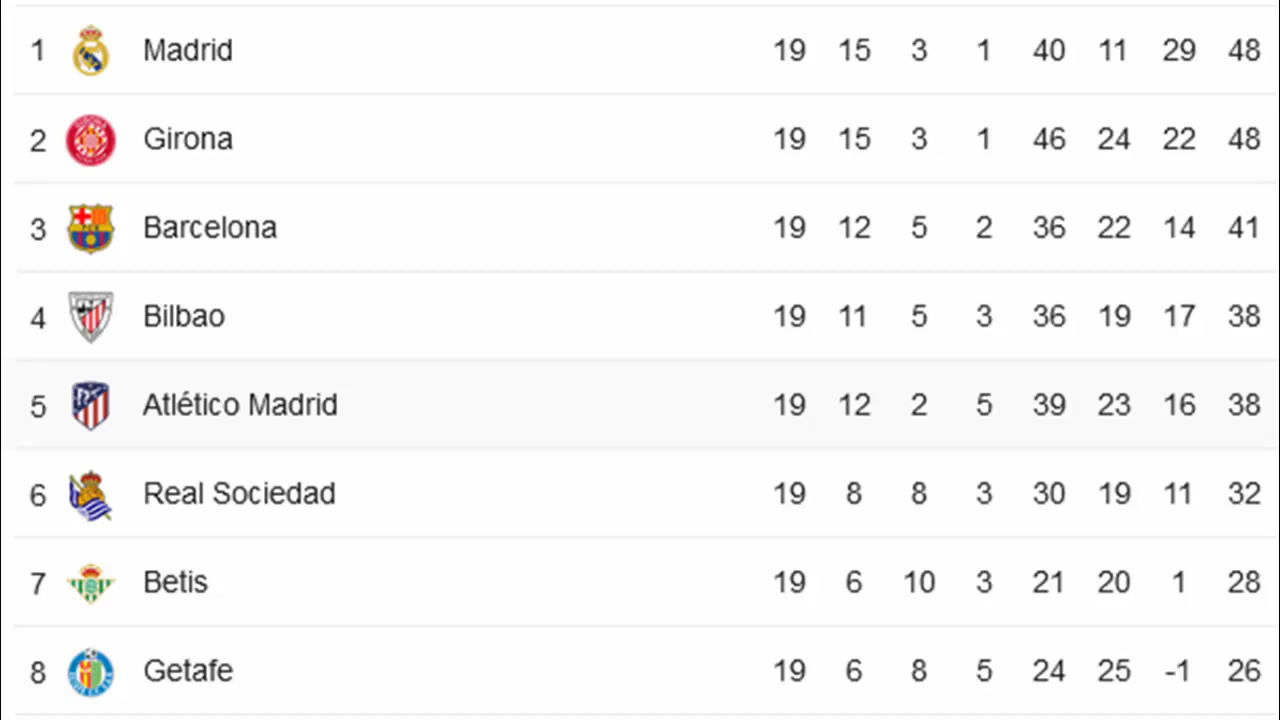 1 Madrid 19 15 3 1 40 11 29 48
2 Girona 19 15 3 1 46 24 22 48
3 Barcelona 19 12 5 2 36 22 14 41
4 Bilbao 19 11 5 3 36 19 17 38
5 Atlético Madrid 19 12 2 5 39 23 16 38
6 Real Sociedad 19 8 8 3 30 19 11 32
7 Betis 19 6 10 3 21 20 1 28
8 Getafe 19 6 8 5 24 25 -1 26